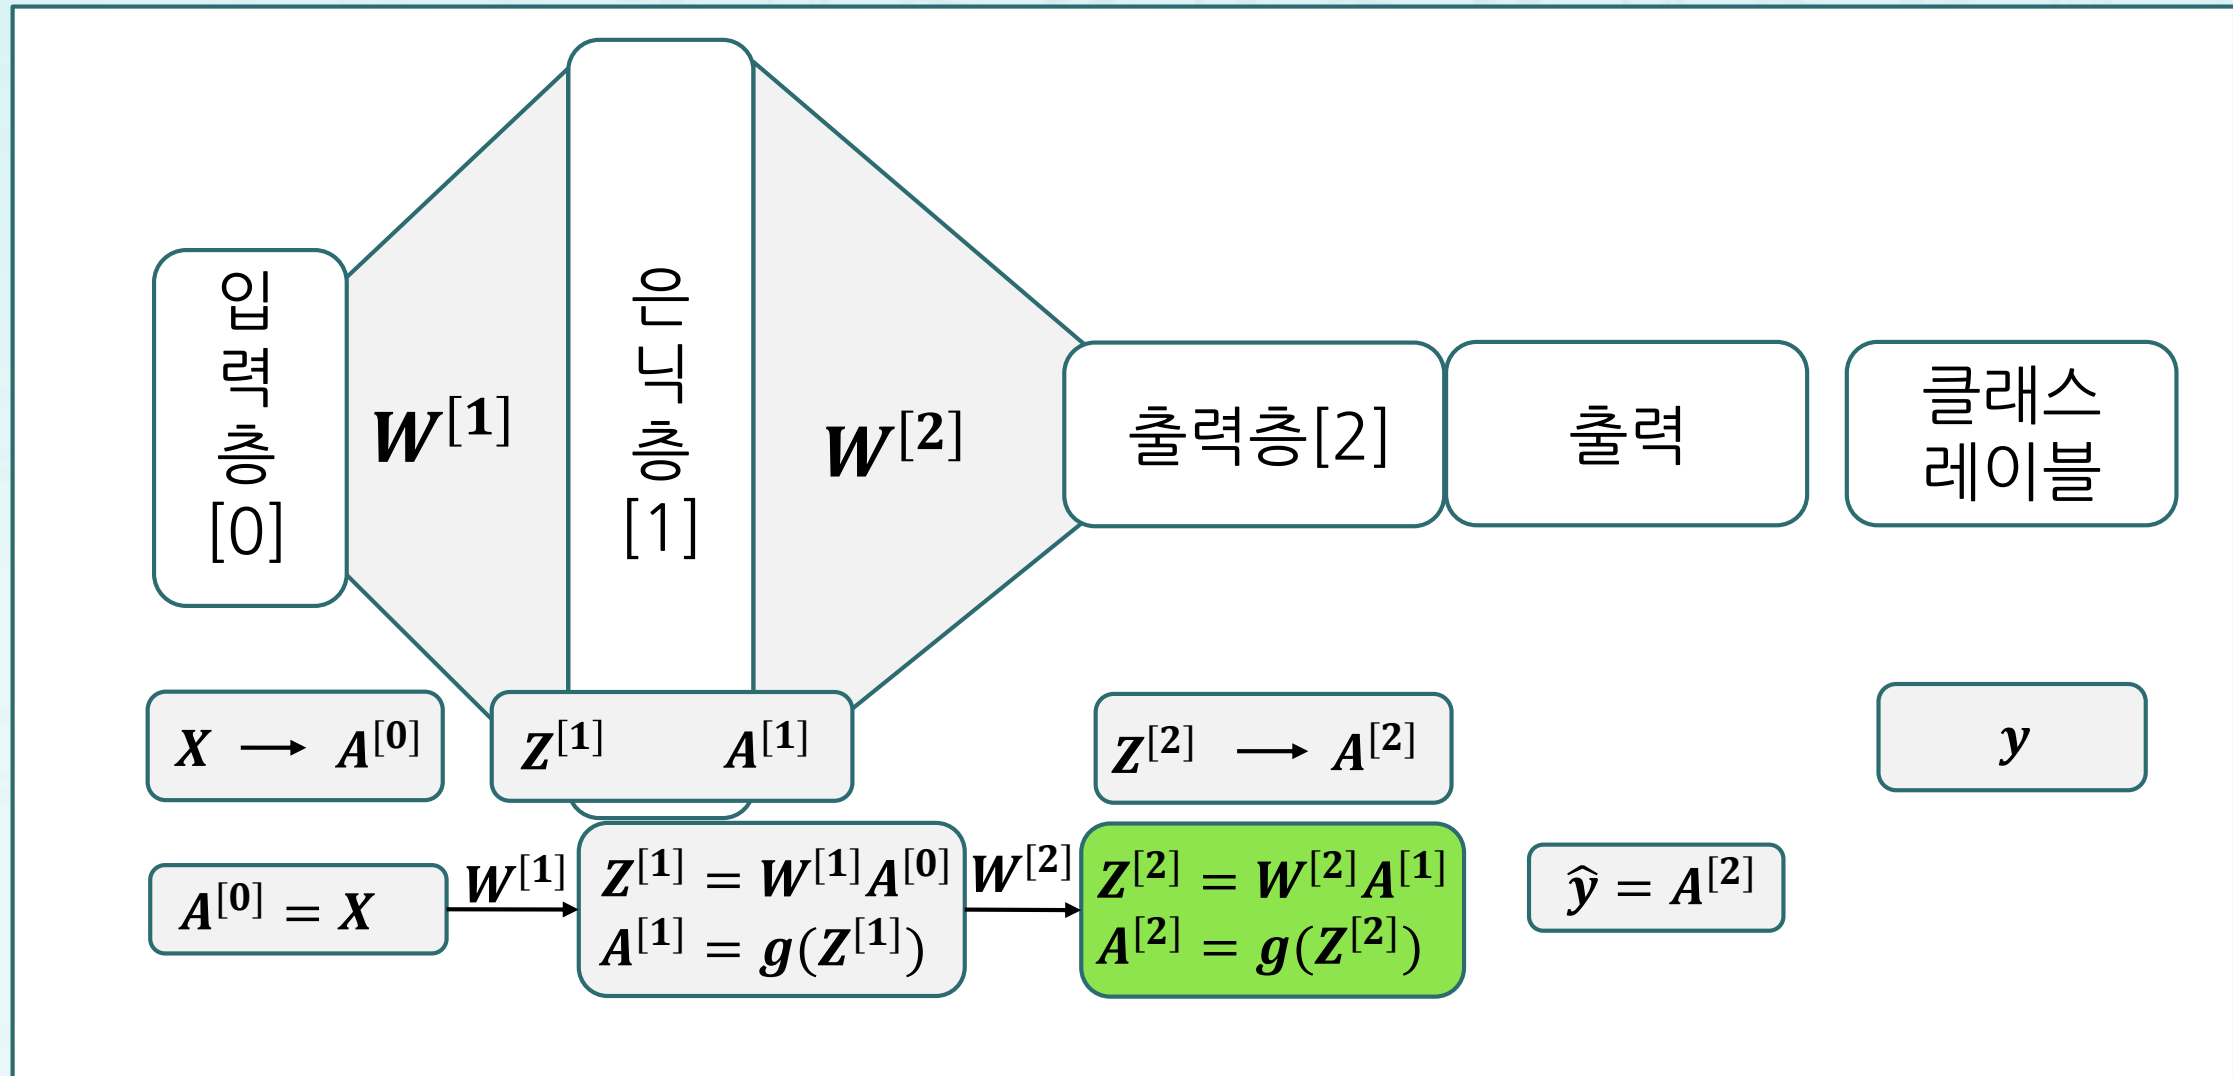 입
력
층
[0]
W^[1]
은
닉
층
[1]
W^[2]
출력층[2]
출력
클래스
레이블
X → A^[0]
Z^[1] A^[1]
Z^[2] → A^[2]
y
A^[0] = X
W^[1]
Z^[1] = W^[1]A^[0]
A^[1] = g(Z^[1])
W^[2]
Z^[2] = W^[2]A^[1]
A^[2] = g(Z^[2])
ŷ = A^[2]